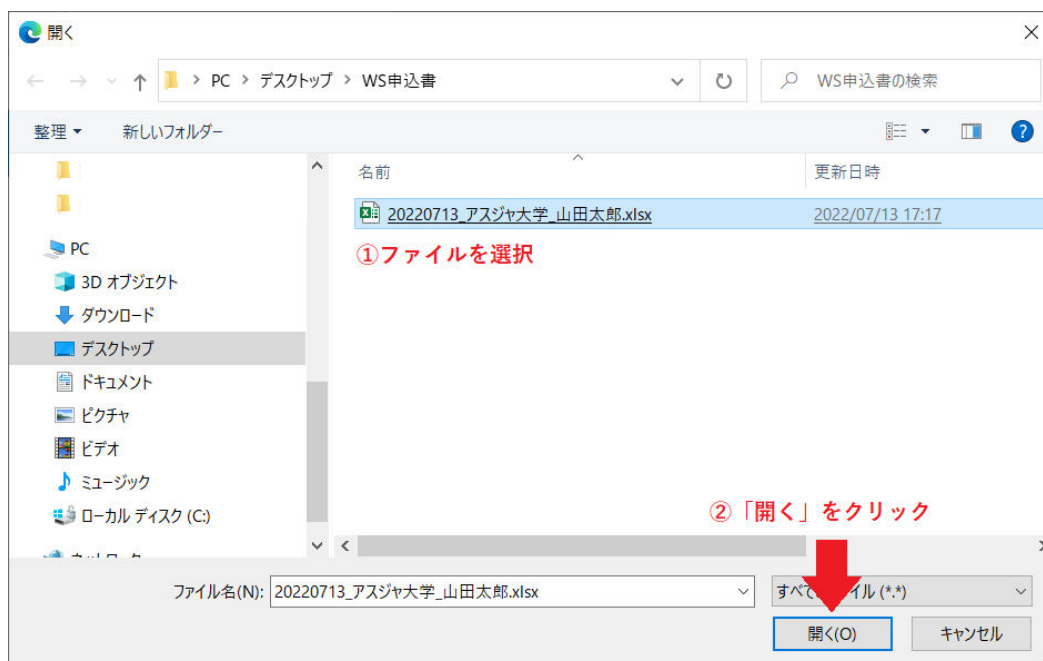 開く
PC > デスクトップ > WS申込書
WS申込書の検索
整理
新しいフォルダー
名前
更新日時
20220713_アスジャ大学_山田太郎.xlsx
2022/07/13 17:17
①ファイルを選択
PC
3D オブジェクト
ダウンロード
デスクトップ
ドキュメント
ピクチャ
ビデオ
ミュージック
ローカル ディスク (C:)
②「開く」をクリック
ファイル名(N):
20220713_アスジャ大学_山田太郎.xlsx
(*.*)
開く(O)
キャンセル